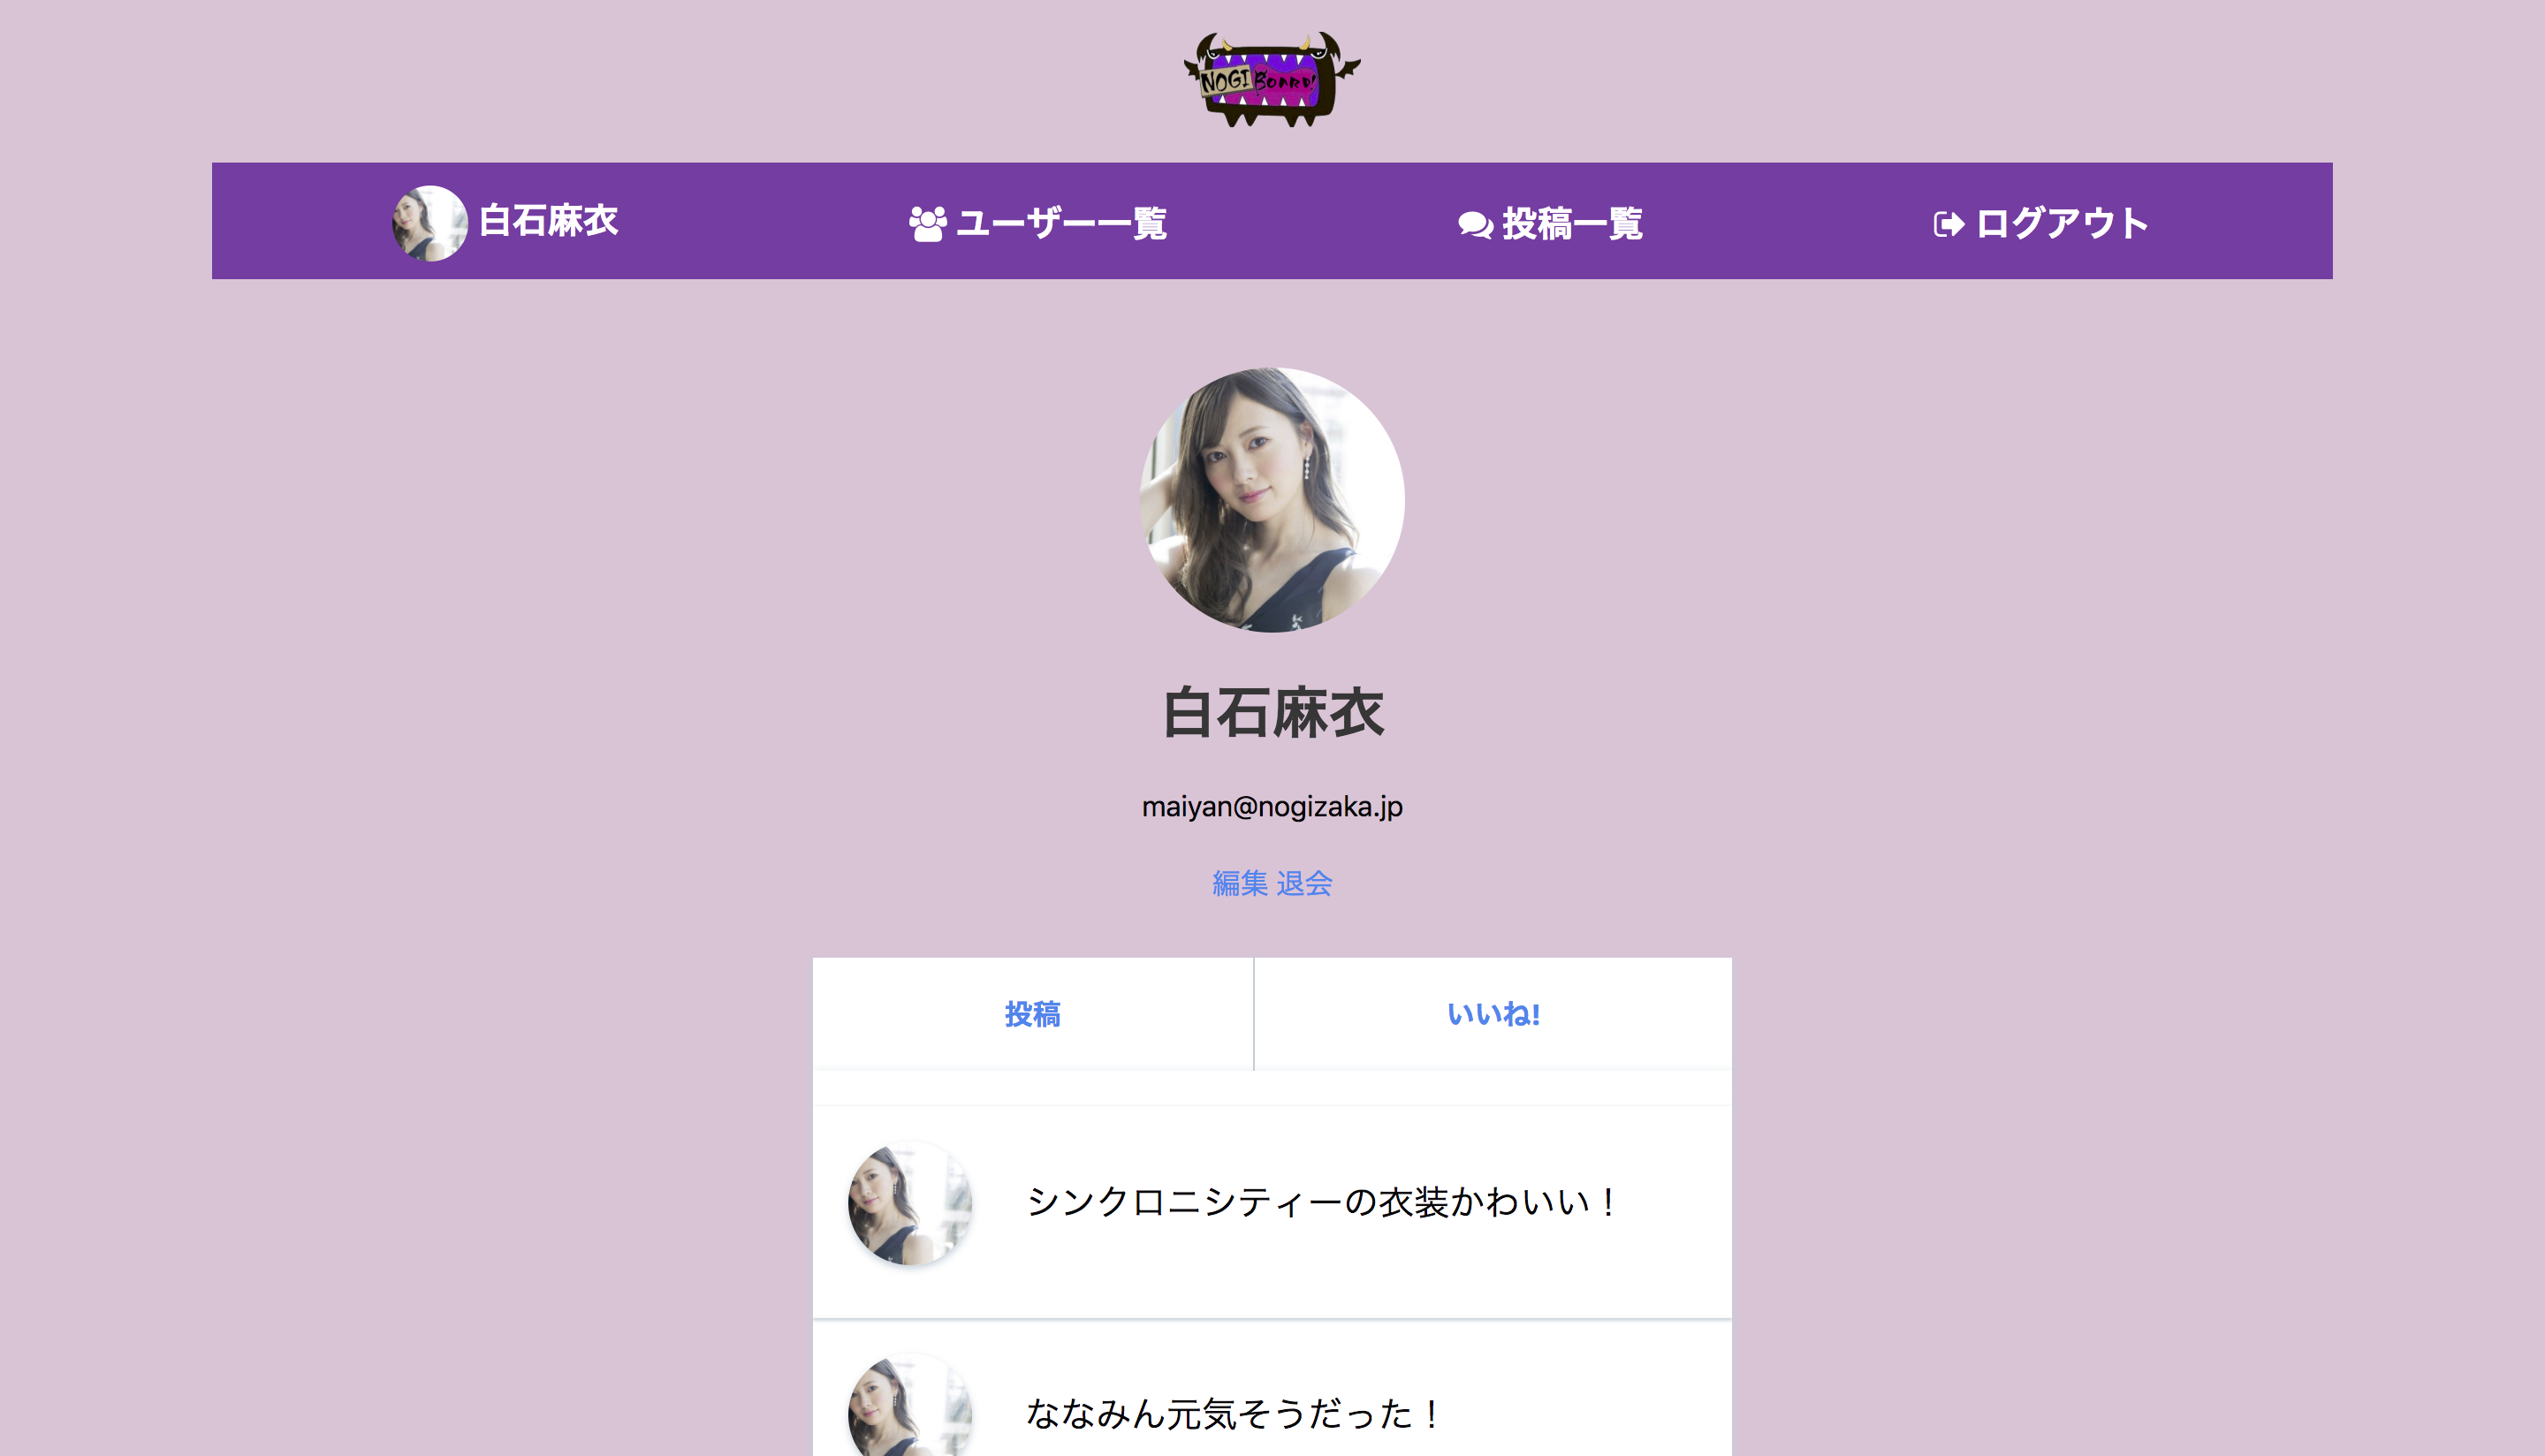 NOGI BOARD!
白石麻衣
ユーザー一覧
投稿一覧
ログアウト
白石麻衣
maiyan@nogizaka.jp
編集 退会
投稿
いいね!
シンクロニシティーの衣装かわいい！
ななみん元気そうだった！